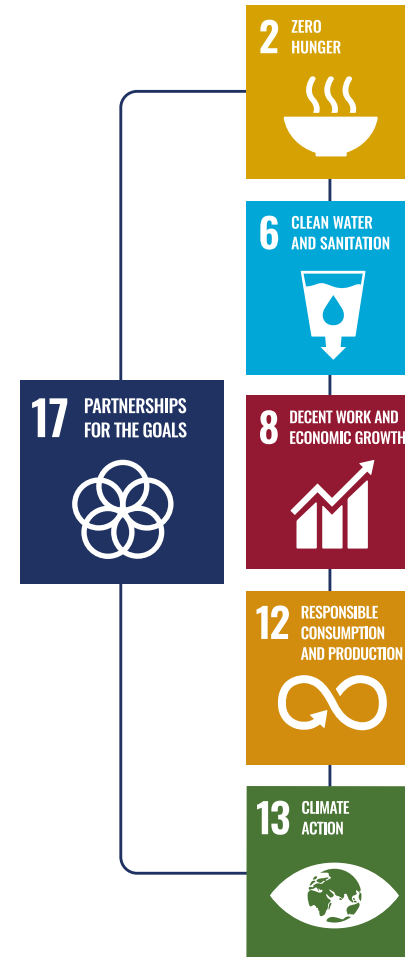 2 ZERO
HUNGER
6 CLEAN WATER
AND SANITATION
17 PARTNERSHIPS
FOR THE GOALS
8 DECENT WORK AND
ECONOMIC GROWTH
12 RESPONSIBLE
CONSUMPTION
AND PRODUCTION
13 CLIMATE
ACTION